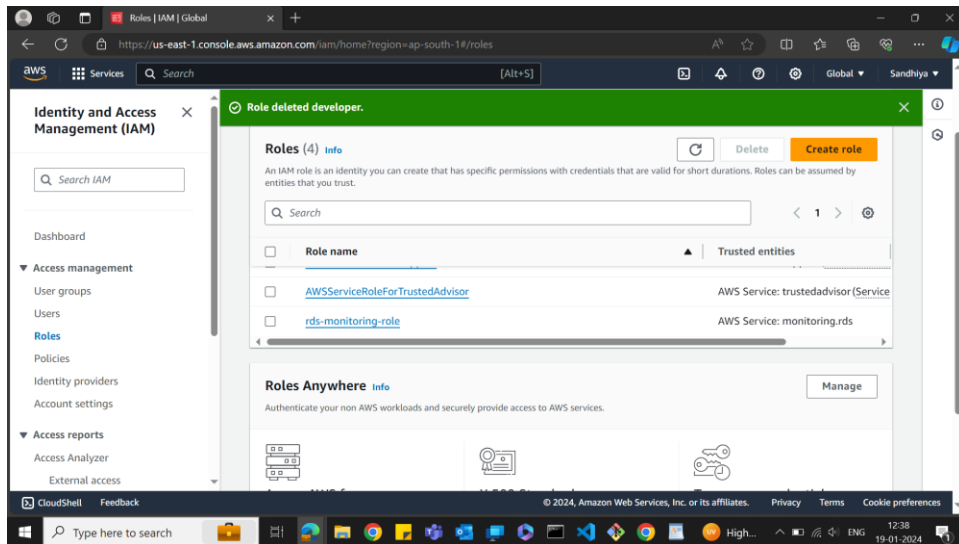 Roles | IAM | Global
https://us-east-1.console.aws.amazon.com/iam/home?region=ap-south-1#/roles
aws
Services
Search
[Alt+S]
Global
Sandhiya
Identity and Access
Management (IAM)
Search IAM
Dashboard
Access management
User groups
Users
Roles
Policies
Identity providers
Account settings
Access reports
Access Analyzer
External access
Role deleted developer.
Roles (4) Info
Delete
Create role
An IAM role is an identity you can create that has specific permissions with credentials that are valid for short durations. Roles can be assumed by
entities that you trust.
Search
1
Role name
Trusted entities
AWSServiceRoleForTrustedAdvisor
AWS Service: trustedadvisor (Service-
rds-monitoring-role
AWS Service: monitoring.rds
Roles Anywhere Info
Manage
Authenticate your non AWS workloads and securely provide access to AWS services.
CloudShell
Feedback
© 2024, Amazon Web Services, Inc. or its affiliates.
Privacy
Terms
Cookie preferences
Type here to search
High...
ENG
12:38
19-01-2024